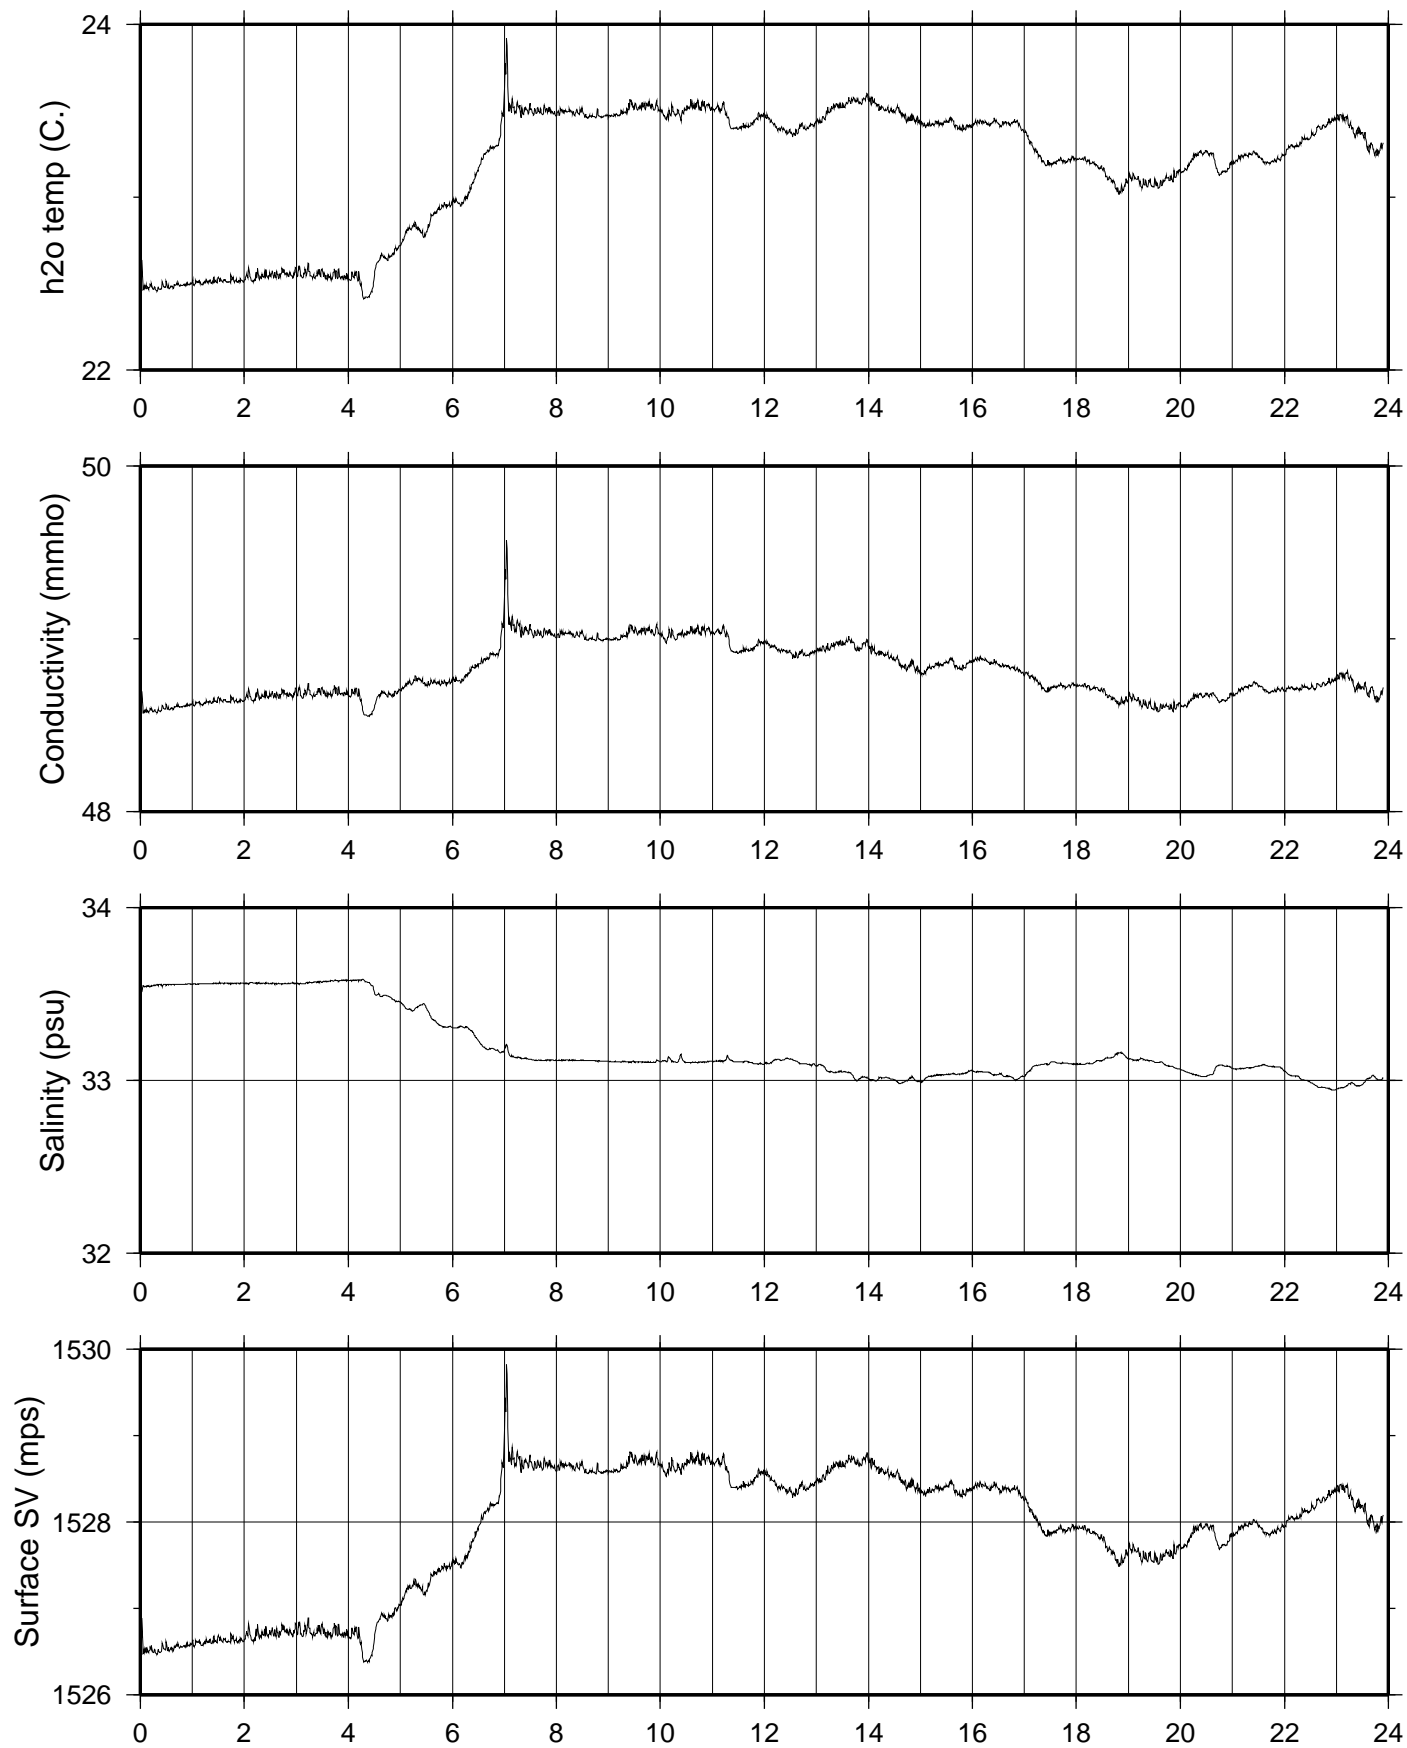 24
h2o temp (C.)
22
0 2 4 6 8 10 12 14 16 18 20 22 24
50
Conductivity (mmho)
48
0 2 4 6 8 10 12 14 16 18 20 22 24
34
Salinity (psu)
33
32
0 2 4 6 8 10 12 14 16 18 20 22 24
1530
Surface SV (mps)
1528
1526
0 2 4 6 8 10 12 14 16 18 20 22 24